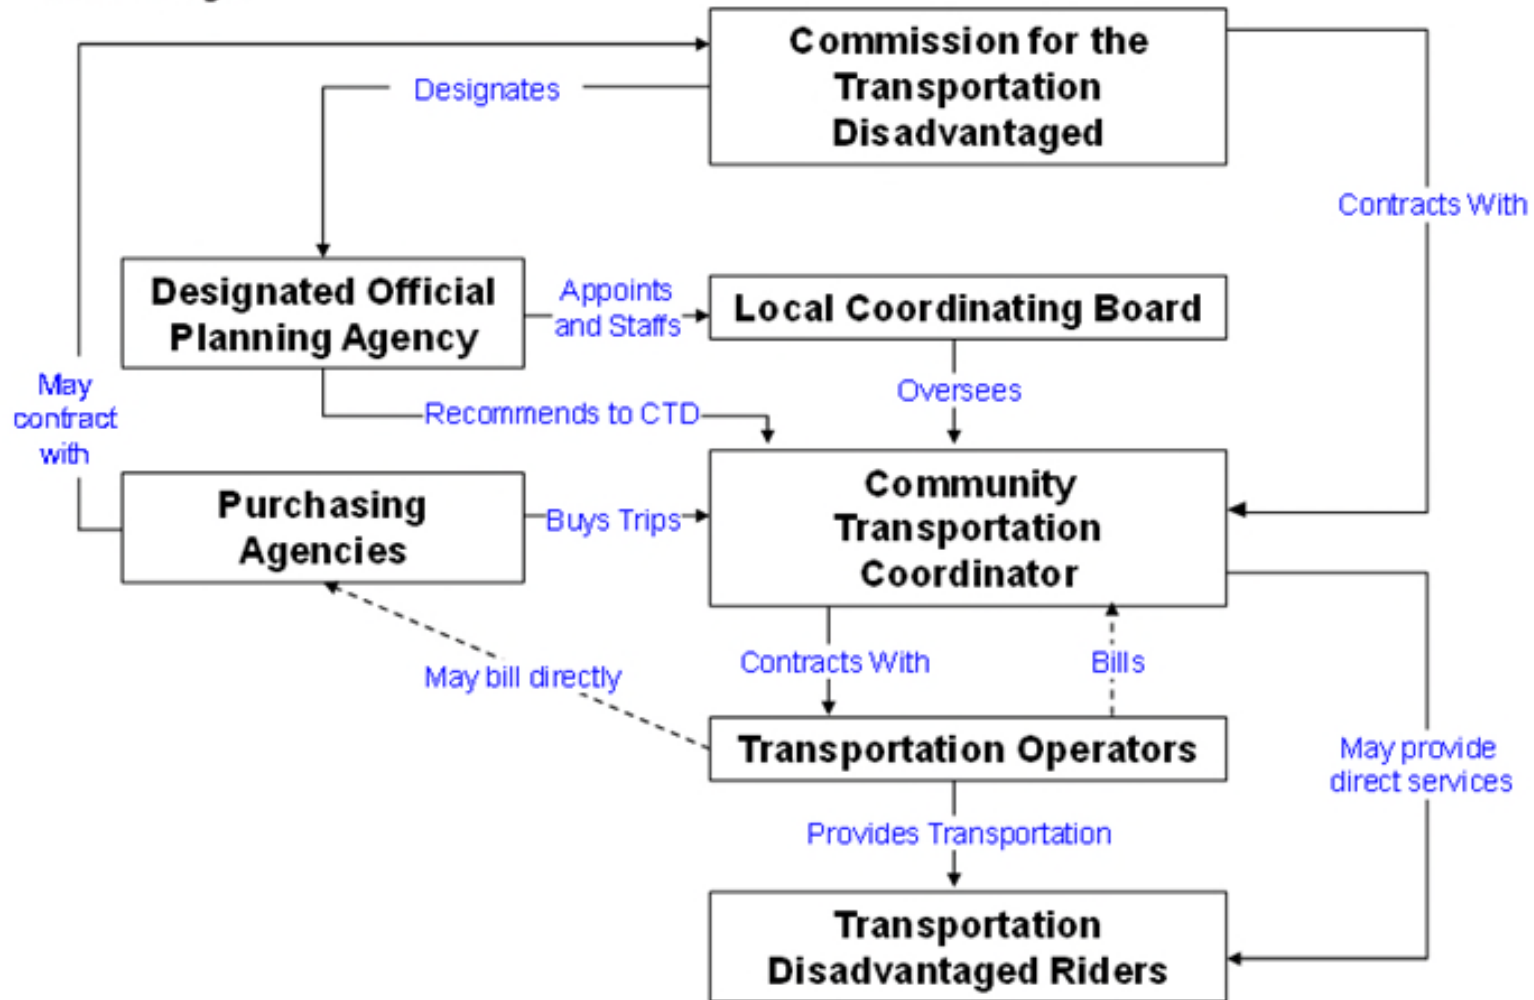 Commission for the
Transportation
Disadvantaged
Designates
Contracts With
Designated Official
Planning Agency
Appoints
and Staffs
Local Coordinating Board
May
contract
with
Recommends to CTD
Oversees
Purchasing
Agencies
Buys Trips
Community
Transportation
Coordinator
May bill directly
Contracts With
Bills
Transportation Operators
May provide
direct services
Provides Transportation
Transportation
Disadvantaged Riders